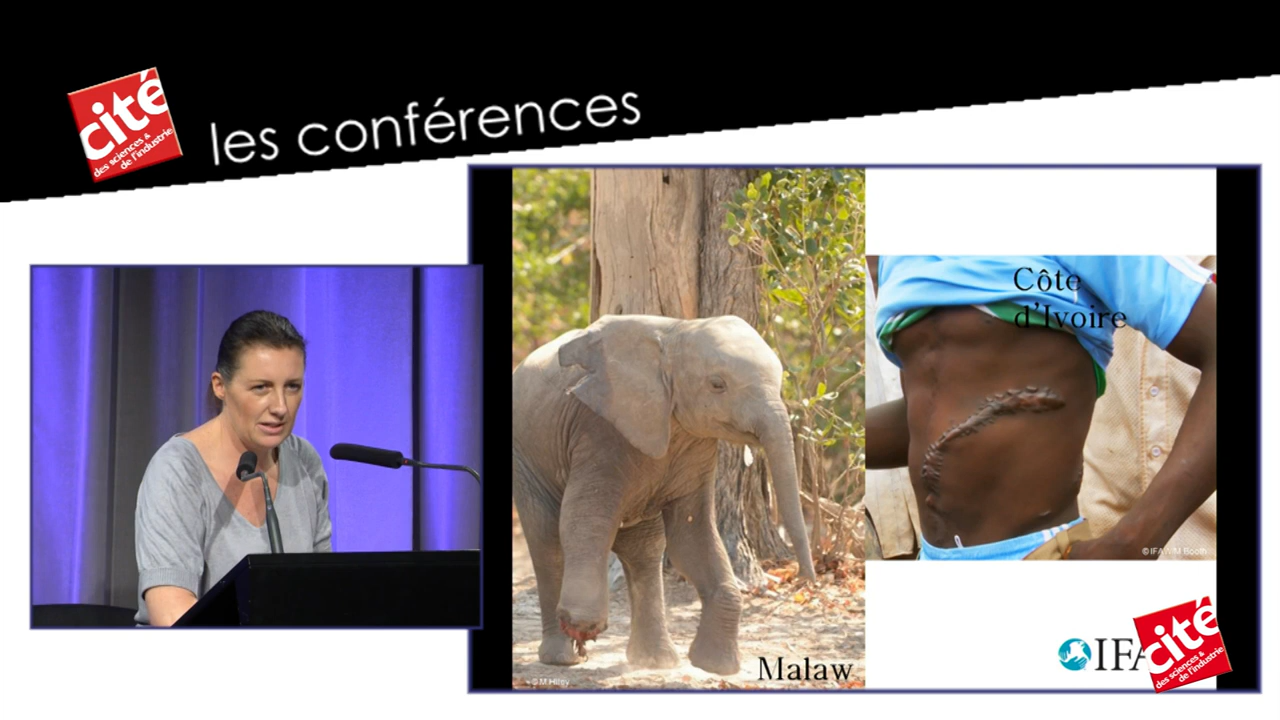 cité
des sciences &
de l'industrie
les conférences
Côte
d'Ivoire
Malaw
IFA
cité
des sciences &
de l'industrie